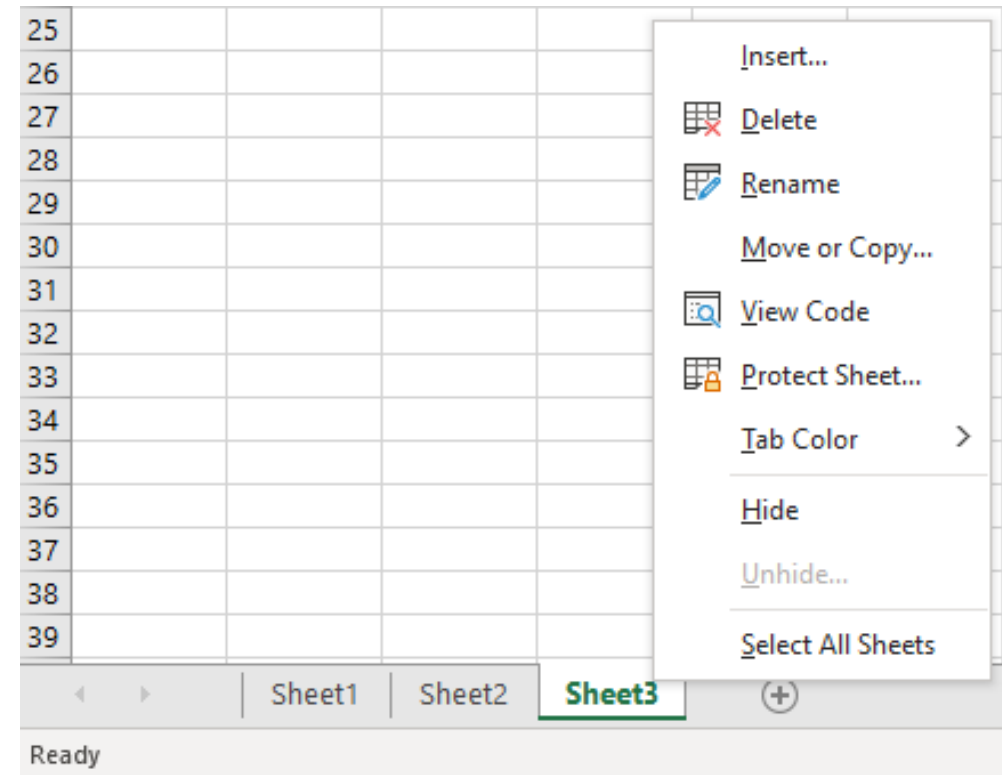 25
26
27
28
29
30
31
32
33
34
35
36
37
38
39
Insert...
Delete
Rename
Move or Copy...
View Code
Protect Sheet...
Tab Color
Hide
Unhide...
Select All Sheets
Sheet1 Sheet2 Sheet3
Ready